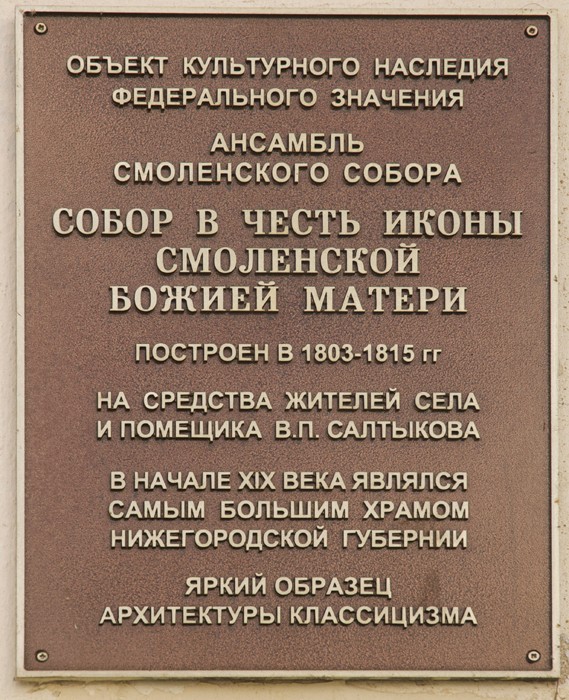 ОБЪЕКТ КУЛЬТУРНОГО НАСЛЕДИЯ
ФЕДЕРАЛЬНОГО ЗНАЧЕНИЯ
АНСАМБЛЬ
СМОЛЕНСКОГО СОБОРА
СОБОР В ЧЕСТЬ ИКОНЫ
СМОЛЕНСКОЙ
БОЖИЕЙ МАТЕРИ
ПОСТРОЕН В 1803-1815 гг
НА СРЕДСТВА ЖИТЕЛЕЙ СЕЛА
И ПОМЕЩИКА В.П. САЛТЫКОВА
В НАЧАЛЕ XIX ВЕКА ЯВЛЯЛСЯ
САМЫМ БОЛЬШИМ ХРАМОМ
НИЖЕГОРОДСКОЙ ГУБЕРНИИ
ЯРКИЙ ОБРАЗЕЦ
АРХИТЕКТУРЫ КЛАССИЦИЗМА